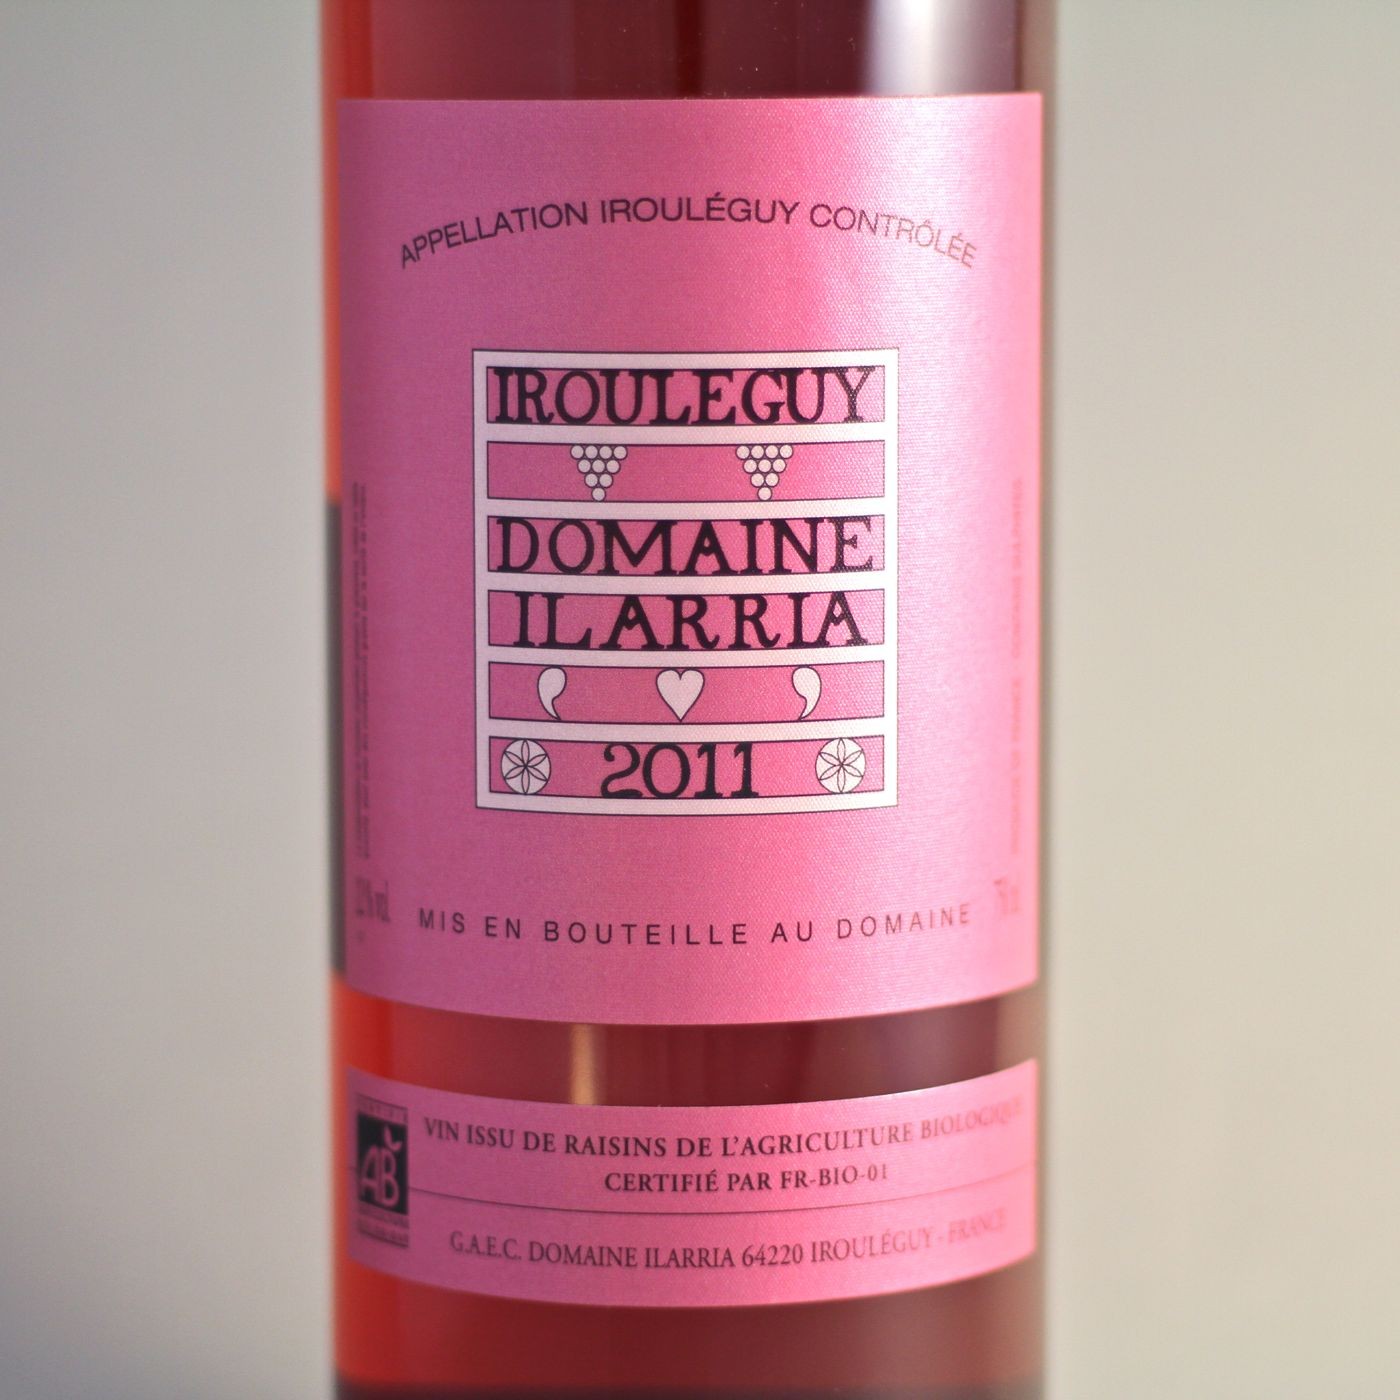 APPELLATION IROULÉGUY CONTRÔLÉE
IROULEGUY
DOMAINE
ILARRIA
2011
MIS EN BOUTEILLE AU DOMAINE
VIN ISSU DE RAISINS DE L'AGRICULTURE BIOLOGIQUE
CERTIFIÉ PAR FR-BIO-01
AB
G.A.E.C. DOMAINE ILARRIA 64220 IROULÉGUY - FRANCE